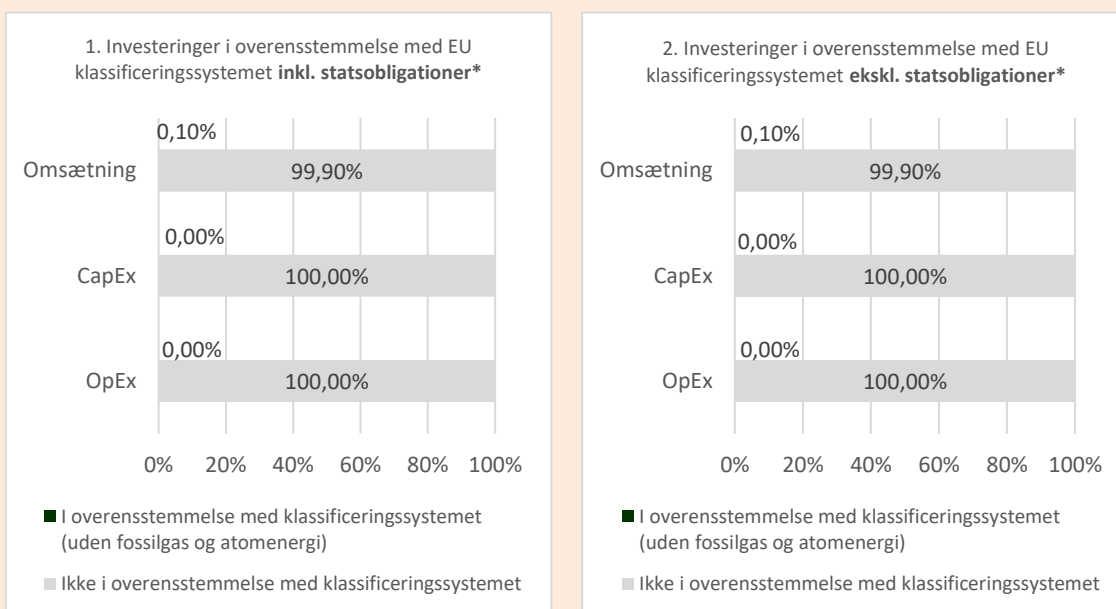 1. Investeringer i overensstemmelse med EU
klassificeringssystemet inkl. statsobligationer*
0,10%
Omsætning
99,90%
0,00%
CapEx
100,00%
0,00%
OpEx
100,00%
0% 20% 40% 60% 80% 100%
I overensstemmelse med klassificeringssystemet
(uden fossilgas og atomenergi)
Ikke i overensstemmelse med klassificeringssystemet
2. Investeringer i overensstemmelse med EU
klassificeringssystemet ekskl. statsobligationer*
0,10%
Omsætning
99,90%
0,00%
CapEx
100,00%
0,00%
OpEx
100,00%
0% 20% 40% 60% 80% 100%
I overensstemmelse med klassificeringssystemet
(uden fossilgas og atomenergi)
Ikke i overensstemmelse med klassificeringssystemet